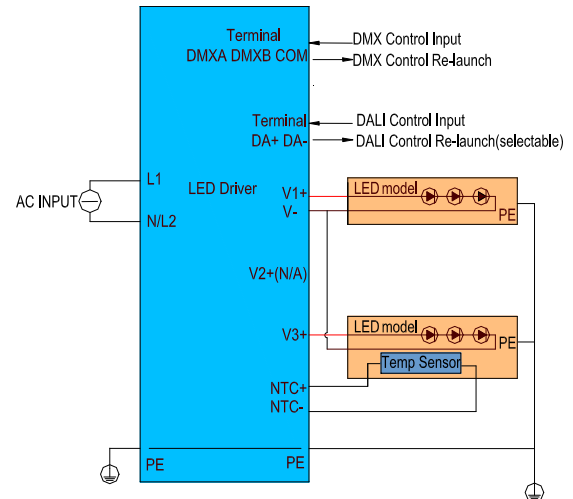 Terminal
DMXA DMXB COM
DMX Control Input
DMX Control Re-launch
Terminal
DA+ DA-
DALI Control Input
DALI Control Re-launch(selectable)
AC INPUT
L1
N/L2
LED Driver
V1+
V-
LED model
PE
V2+(N/A)
V3+
LED model
PE
Temp Sensor
NTC+
NTC-
PE
PE